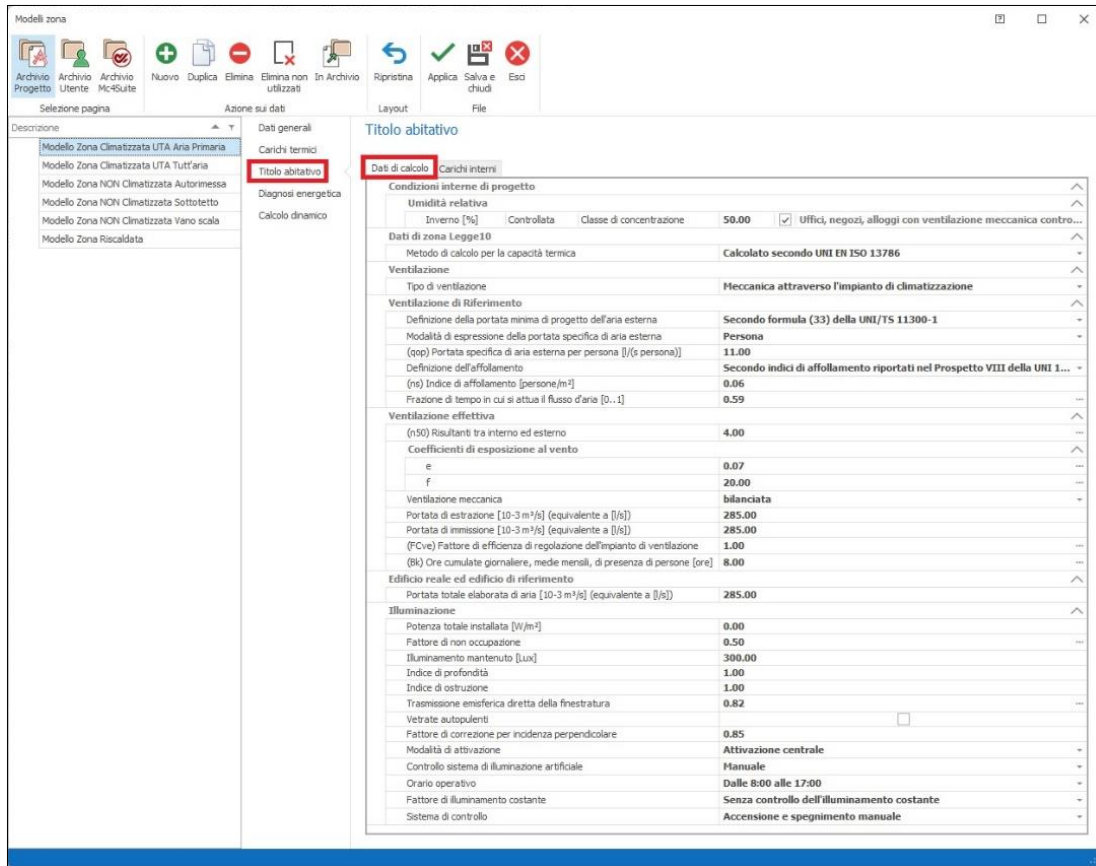 Modelli zona
Archivio Progetto
Archivio Utente
Archivio Mc4Suite
Nuovo
Duplica
Elimina
Elimina non utilizzati
In Archivio
Ripristina
Applica
Salva e chiudi
Esci
Selezione pagina
Azione sui dati
Layout
File
Descrizione
Modello Zona Climatizzata UTA Aria Primaria
Modello Zona Climatizzata UTA Tutt'aria
Modello Zona NON Climatizzata Autorimessa
Modello Zona NON Climatizzata Sottotetto
Modello Zona NON Climatizzata Vano scala
Modello Zona Riscaldata
Dati generali
Carichi termici
Titolo abitativo
Diagnosi energetica
Calcolo dinamico
Titolo abitativo
Dati di calcolo Carichi interni
Condizioni interne di progetto
Umidità relativa
Inverno [%] Controllata Classe di concentrazione 50.00 Uffici, negozi, alloggi con ventilazione meccanica contro...
Dati di zona Legge10
Metodo di calcolo per la capacità termica Calcolato secondo UNI EN ISO 13786
Ventilazione
Tipo di ventilazione Meccanica attraverso l'impianto di climatizzazione
Ventilazione di Riferimento
Definizione della portata minima di progetto dell'aria esterna Secondo formula (33) della UNI/TS 11300-1
Modalità di espressione della portata specifica di aria esterna Persona
(qop) Portata specifica di aria esterna per persona [l/(s persona)] 11.00
Definizione dell'affollamento Secondo indici di affollamento riportati nel Prospetto VIII della UNI 1...
(ns) Indice di affollamento [persone/m²] 0.06
Frazione di tempo in cui si attua il flusso d'aria [0..1] 0.59
Ventilazione effettiva
(n50) Risultanti tra interno ed esterno 4.00
Coefficienti di esposizione al vento
e 0.07
f 20.00
Ventilazione meccanica bilanciata
Portata di estrazione [10-3 m³/s] (equivalente a [l/s]) 285.00
Portata di immissione [10-3 m³/s] (equivalente a [l/s]) 285.00
(FCve) Fattore di efficienza di regolazione dell'impianto di ventilazione 1.00
(Bk) Ore cumulate giornaliere, medie mensili, di presenza di persone [ore] 8.00
Edificio reale ed edificio di riferimento
Portata totale elaborata di aria [10-3 m³/s] (equivalente a [l/s]) 285.00
Illuminazione
Potenza totale installata [W/m²] 0.00
Fattore di non occupazione 0.50
Illuminamento mantenuto [Lux] 300.00
Indice di profondità 1.00
Indice di ostruzione 1.00
Trasmissione emisferica diretta della finestratura 0.82
Vetrate autopulenti
Fattore di correzione per incidenza perpendicolare 0.85
Modalità di attivazione Attivazione centrale
Controllo sistema di illuminazione artificiale Manuale
Orario operativo Dalle 8:00 alle 17:00
Fattore di illuminamento costante Senza controllo dell'illuminamento costante
Sistema di controllo Accensione e spegnimento manuale